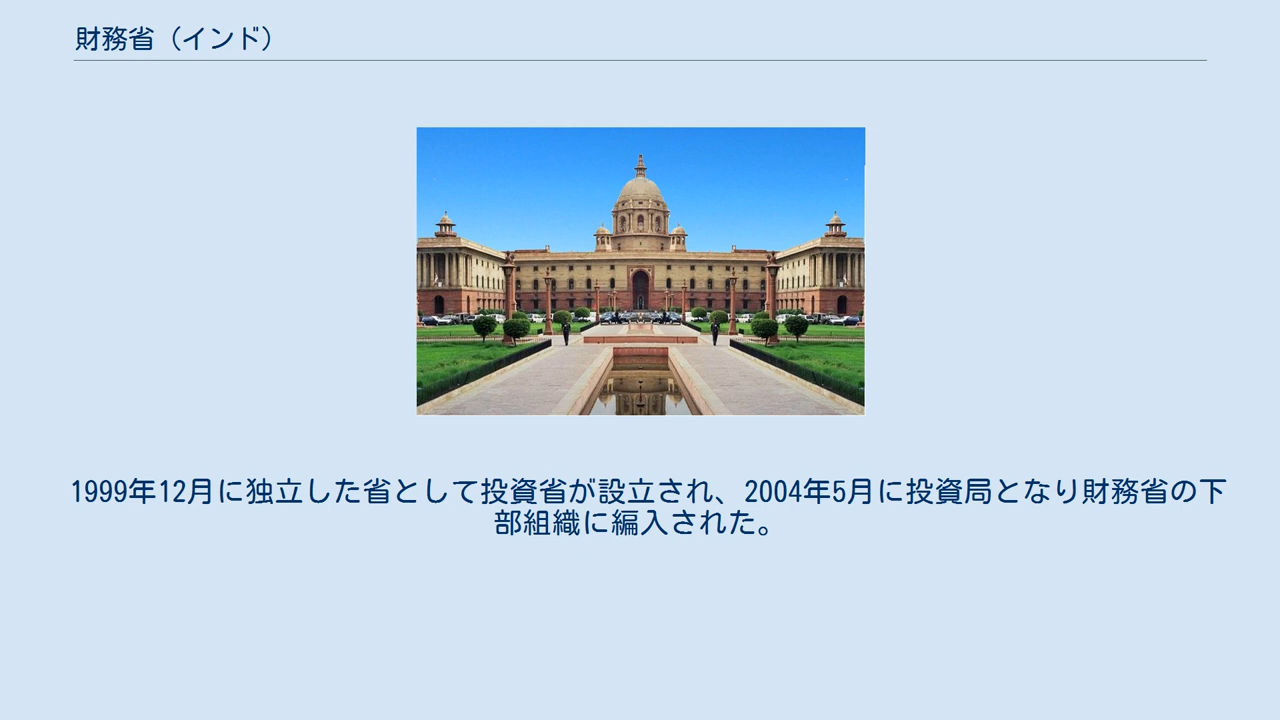 財務省（インド）
1999年12月に独立した省として投資省が設立され、2004年5月に投資局となり財務省の下
部組織に編入された。